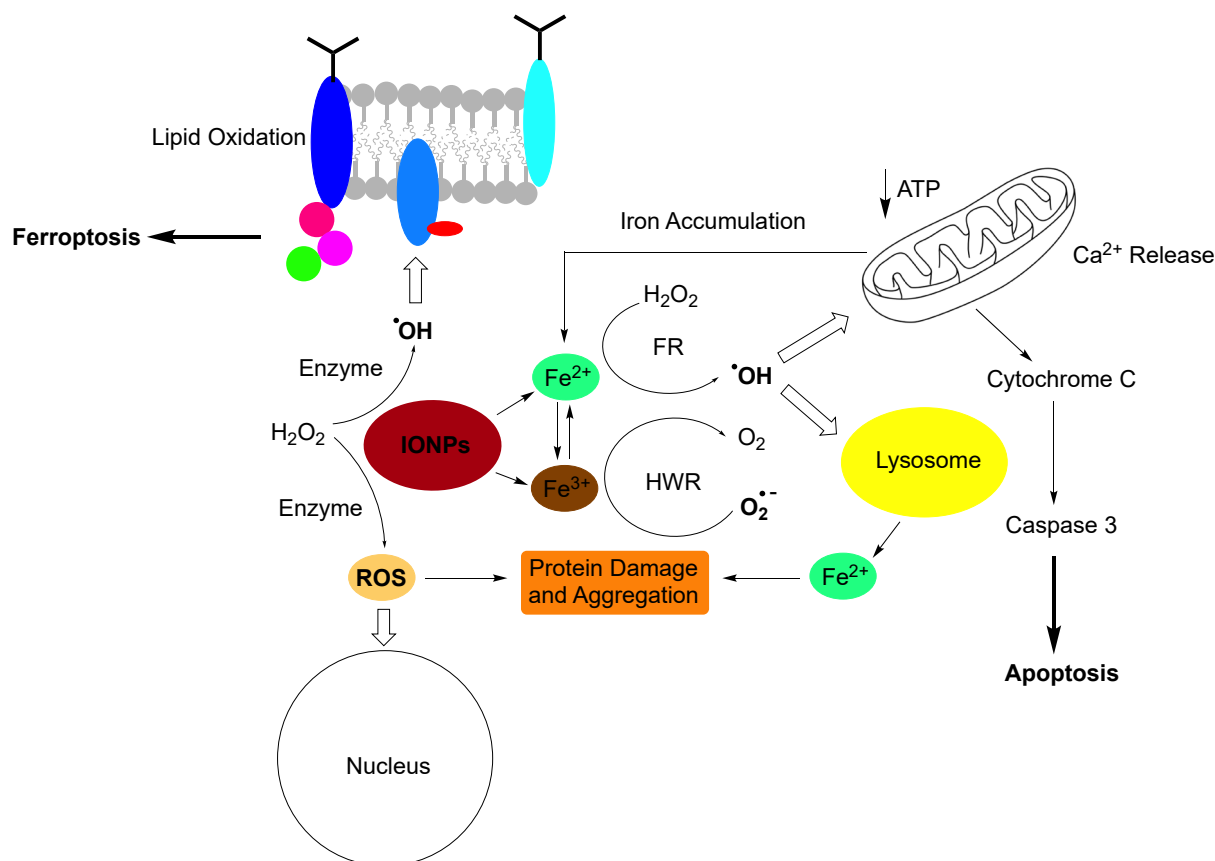 Lipid Oxidation
ATP
Iron Accumulation
Ferroptosis
Ca²⁺ Release
H₂O₂
•OH
FR
Enzyme
Fe²⁺
•OH
Cytochrome C
H₂O₂
IONPs
O₂
Lysosome
Fe³⁺
HWR
Enzyme
O₂•⁻
Caspase 3
ROS
Protein Damage
and Aggregation
Fe²⁺
Apoptosis
Nucleus